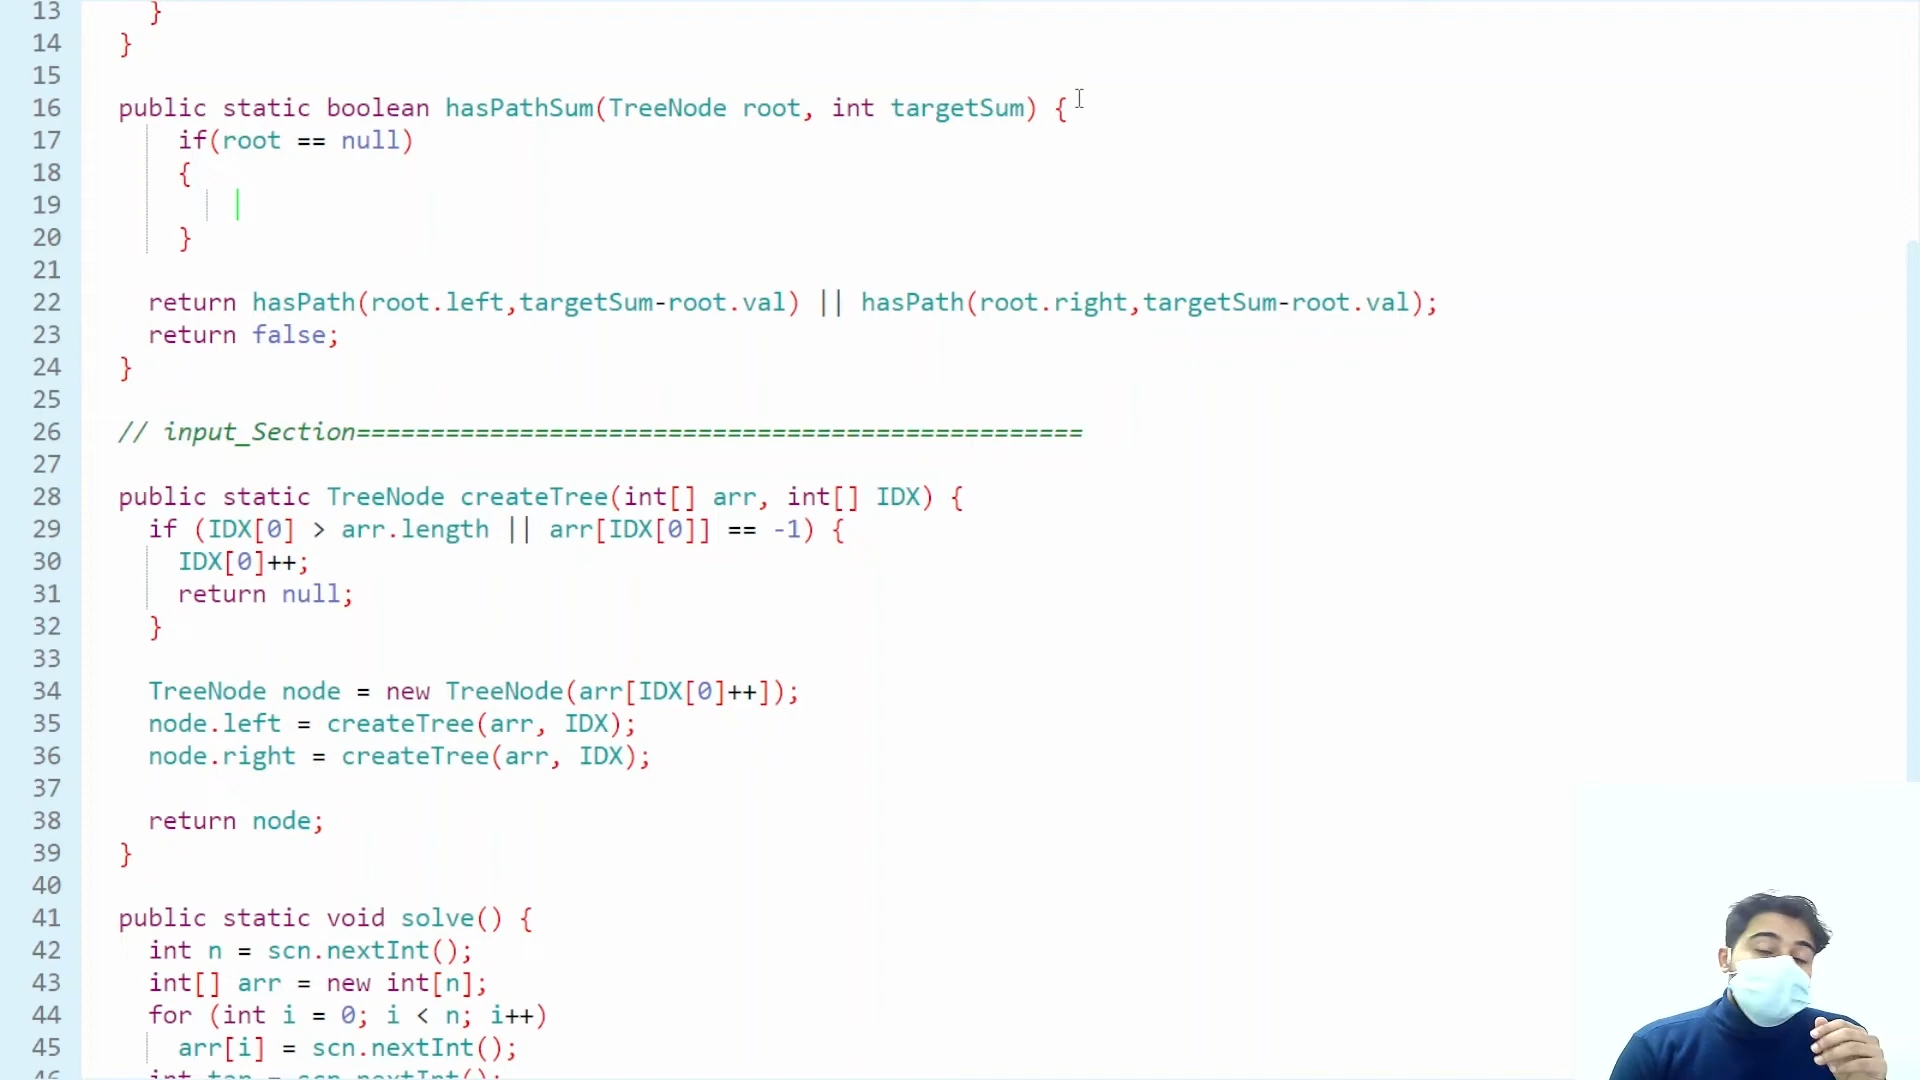 13 }
14 }
15
16 public static boolean hasPathSum(TreeNode root, int targetSum) {
17 if(root == null)
18 {
19
20 }
21
22 return hasPath(root.left,targetSum-root.val) || hasPath(root.right,targetSum-root.val);
23 return false;
24 }
25
26 // input_Section=================================================
27
28 public static TreeNode createTree(int[] arr, int[] IDX) {
29 if (IDX[0] > arr.length || arr[IDX[0]] == -1) {
30 IDX[0]++;
31 return null;
32 }
33
34 TreeNode node = new TreeNode(arr[IDX[0]++]);
35 node.left = createTree(arr, IDX);
36 node.right = createTree(arr, IDX);
37
38 return node;
39 }
40
41 public static void solve() {
42 int n = scn.nextInt();
43 int[] arr = new int[n];
44 for (int i = 0; i < n; i++)
45 arr[i] = scn.nextInt();